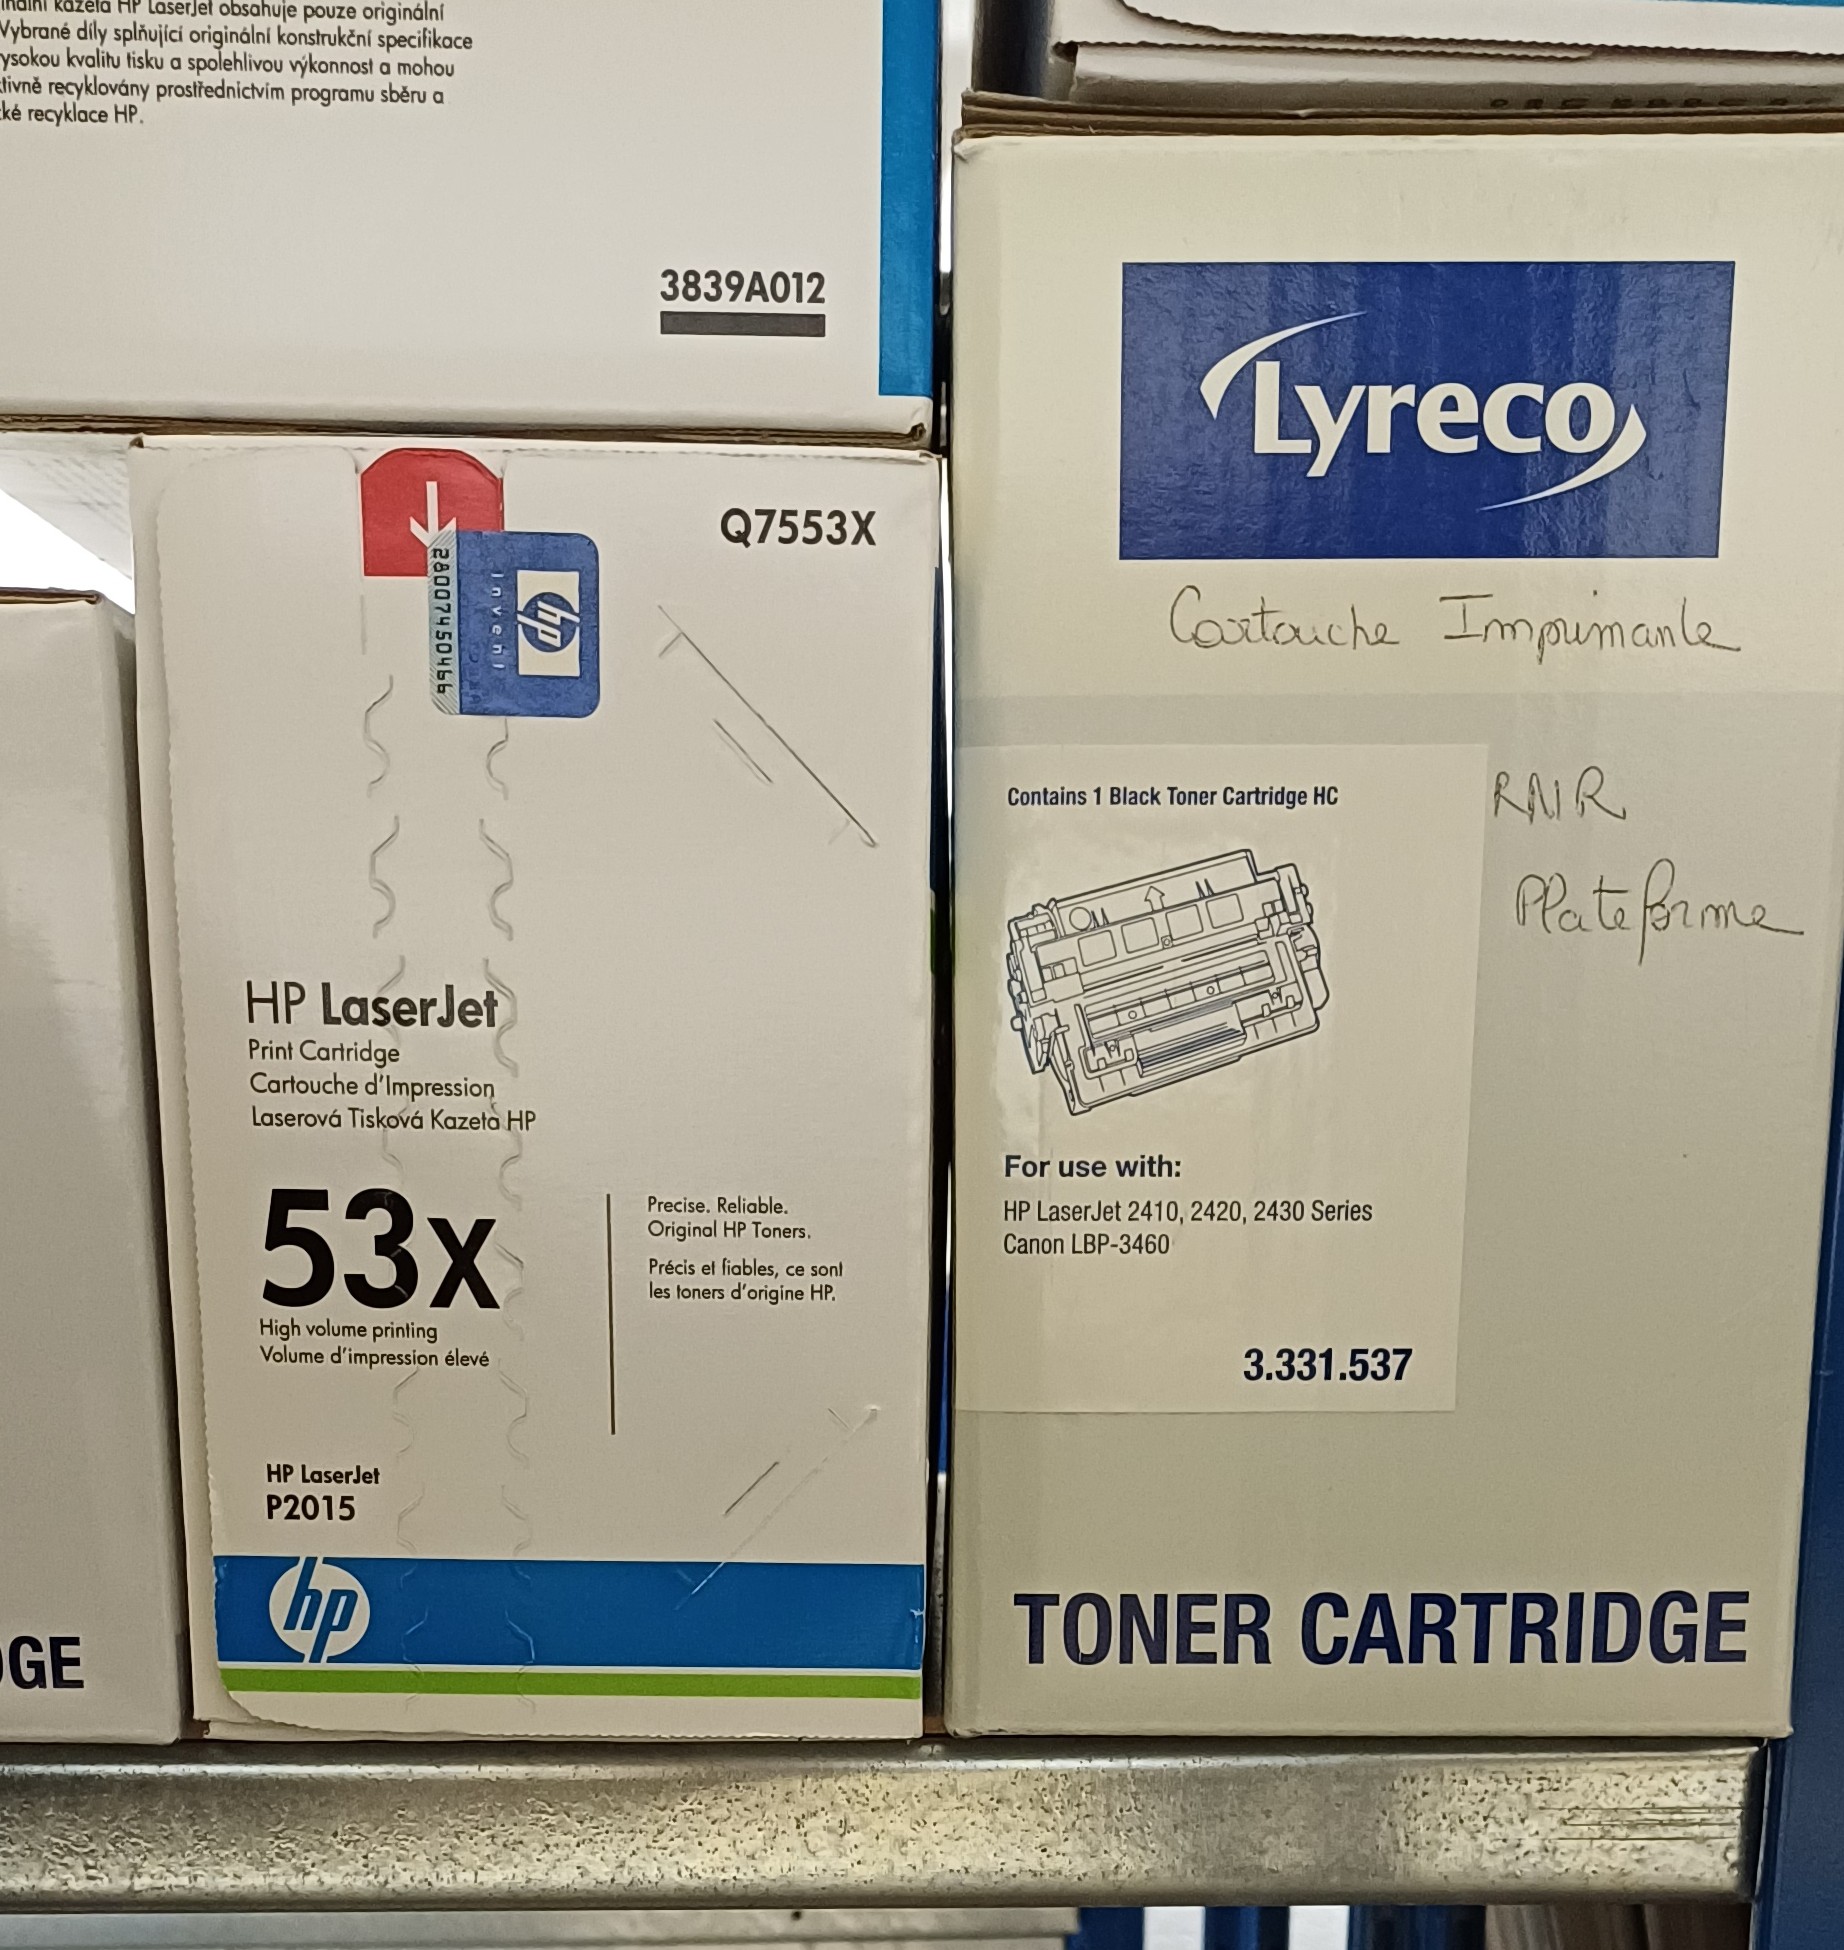 kazeta HP LaserJet obsahuje pouze originální
Vybrané díly splňující originální konstrukční specifikace
kvalitu tisku a spolehlivou výkonnost a mohou
recyklovány prostřednictvím programu sběru a
recyklace HP.
3839A012
Q7553X
28007450466
invent
hp
HP LaserJet
Print Cartridge
Cartouche d'Impression
Laserová Tisková Kazeta HP
53x
High volume printing
Volume d'impression élevé
Precise. Reliable.
Original HP Toners.
Précis et fiables, ce sont
les toners d'origine HP.
HP LaserJet
P2015
hp
GE
Lyreco
Cartouche Imprimante
RNR
Plateforme
Contains 1 Black Toner Cartridge HC
For use with:
HP LaserJet 2410, 2420, 2430 Series
Canon LBP-3460
3.331.537
TONER CARTRIDGE